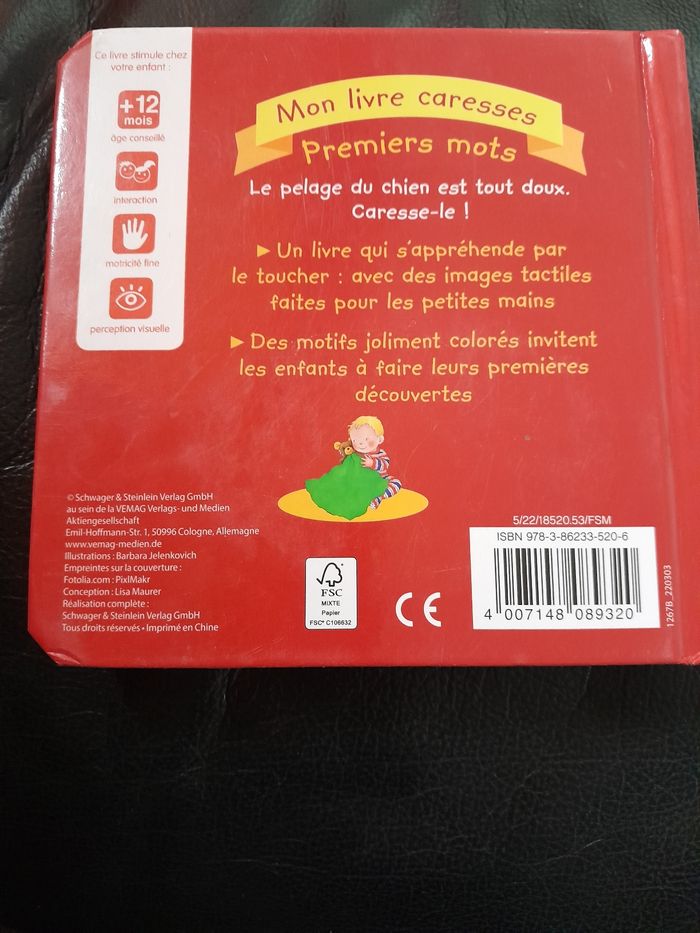 Ce livre stimule chez
votre enfant :
+12
mois
âge conseillé
interaction
motricité fine
perception visuelle
Mon livre caresses
Premiers mots
Le pelage du chien est tout doux.
Caresse-le !
▶ Un livre qui s'appréhende par
le toucher : avec des images tactiles
faites pour les petites mains
▶ Des motifs joliment colorés invitent
les enfants à faire leurs premières
découvertes
© Schwager & Steinlein Verlag GmbH
au sein de la VEMAG Verlags- und Medien
Aktiengesellschaft
Emil-Hoffmann-Str. 1, 50996 Cologne, Allemagne
www.vemag-medien.de
Illustrations : Barbara Jelenkovich
Empreintes sur la couverture :
Fotolia.com : PixlMakr
Conception : Lisa Maurer
Réalisation complète :
Schwager & Steinlein Verlag GmbH
Tous droits réservés • Imprimé en Chine
FSC
MIXTE
Papier
FSC® C106632
CE
5/22/18520.53/FSM
ISBN 978-3-86233-520-6
4 007148 089320
1267B_220303